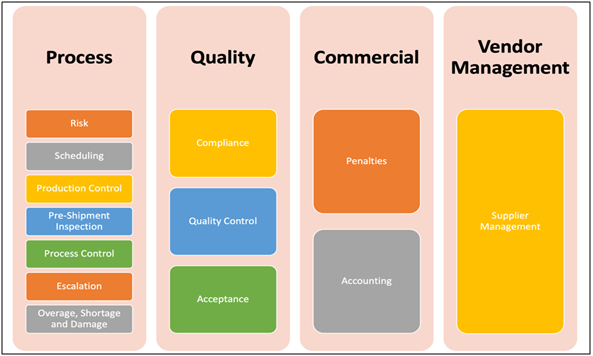 Process
Risk
Scheduling
Production Control
Pre-Shipment
Inspection
Process Control
Escalation
Overage, Shortage
and Damage
Quality
Compliance
Quality Control
Acceptance
Commercial
Penalties
Accounting
Vendor
Management
Supplier
Management